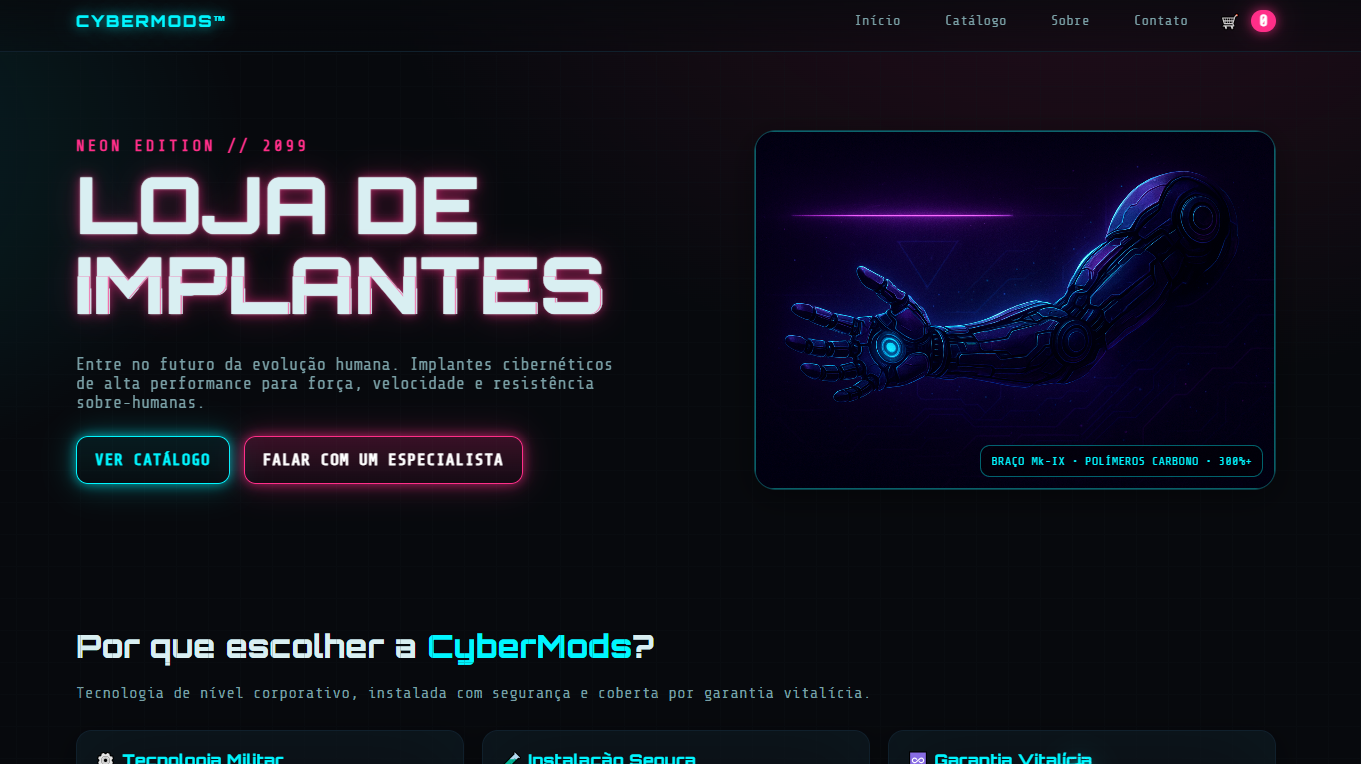 CYBERMODS™
Início Catálogo Sobre Contato 0
NEON EDITION // 2099
LOJA DE
IMPLANTES
Entre no futuro da evolução humana. Implantes cibernéticos
de alta performance para força, velocidade e resistência
sobre-humanas.
VER CATÁLOGO FALAR COM UM ESPECIALISTA
BRAÇO Mk-IX · POLÍMEROS CARBONO · 300%+
Por que escolher a CyberMods?
Tecnologia de nível corporativo, instalada com segurança e coberta por garantia vitalícia.
Tecnologia Militar
Instalação Segura
Garantia Vitalícia